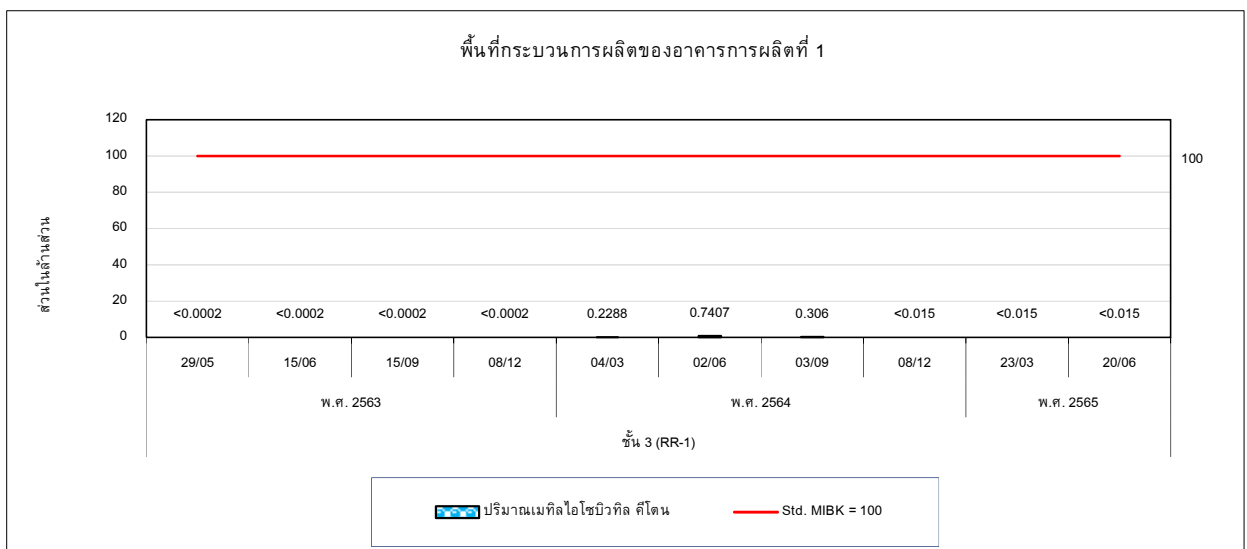 พื้นที่กระบวนการผลิตของอาคารการผลิตที่ 1
ส่วนในล้านส่วน
120
100
80
60
40
20
0
100
<0.0002 <0.0002 <0.0002 <0.0002 0.2288 0.7407 0.306 <0.015 <0.015 <0.015
29/05 15/06 15/09 08/12 04/03 02/06 03/09 08/12 23/03 20/06
พ.ศ. 2563 พ.ศ. 2564 พ.ศ. 2565
ชั้น 3 (RR-1)
ปริมาณเมทิลไอโซบิวทิล คีโตน Std. MIBK = 100